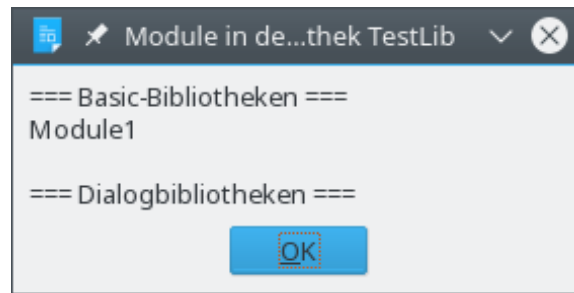 Module in de...thek TestLib
=== Basic-Bibliotheken ===
Module1
=== Dialogbibliotheken ===
OK